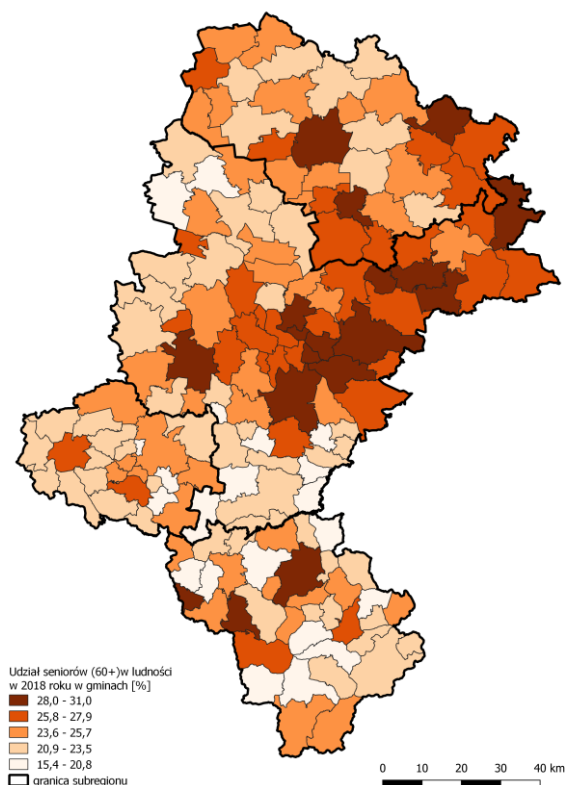 Udział seniorów (60+)w ludności
w 2018 roku w gminach [%]
28,0 - 31,0
25,8 - 27,9
23,6 - 25,7
20,9 - 23,5
15,4 - 20,8
granica subregionu
0 10 20 30 40 km